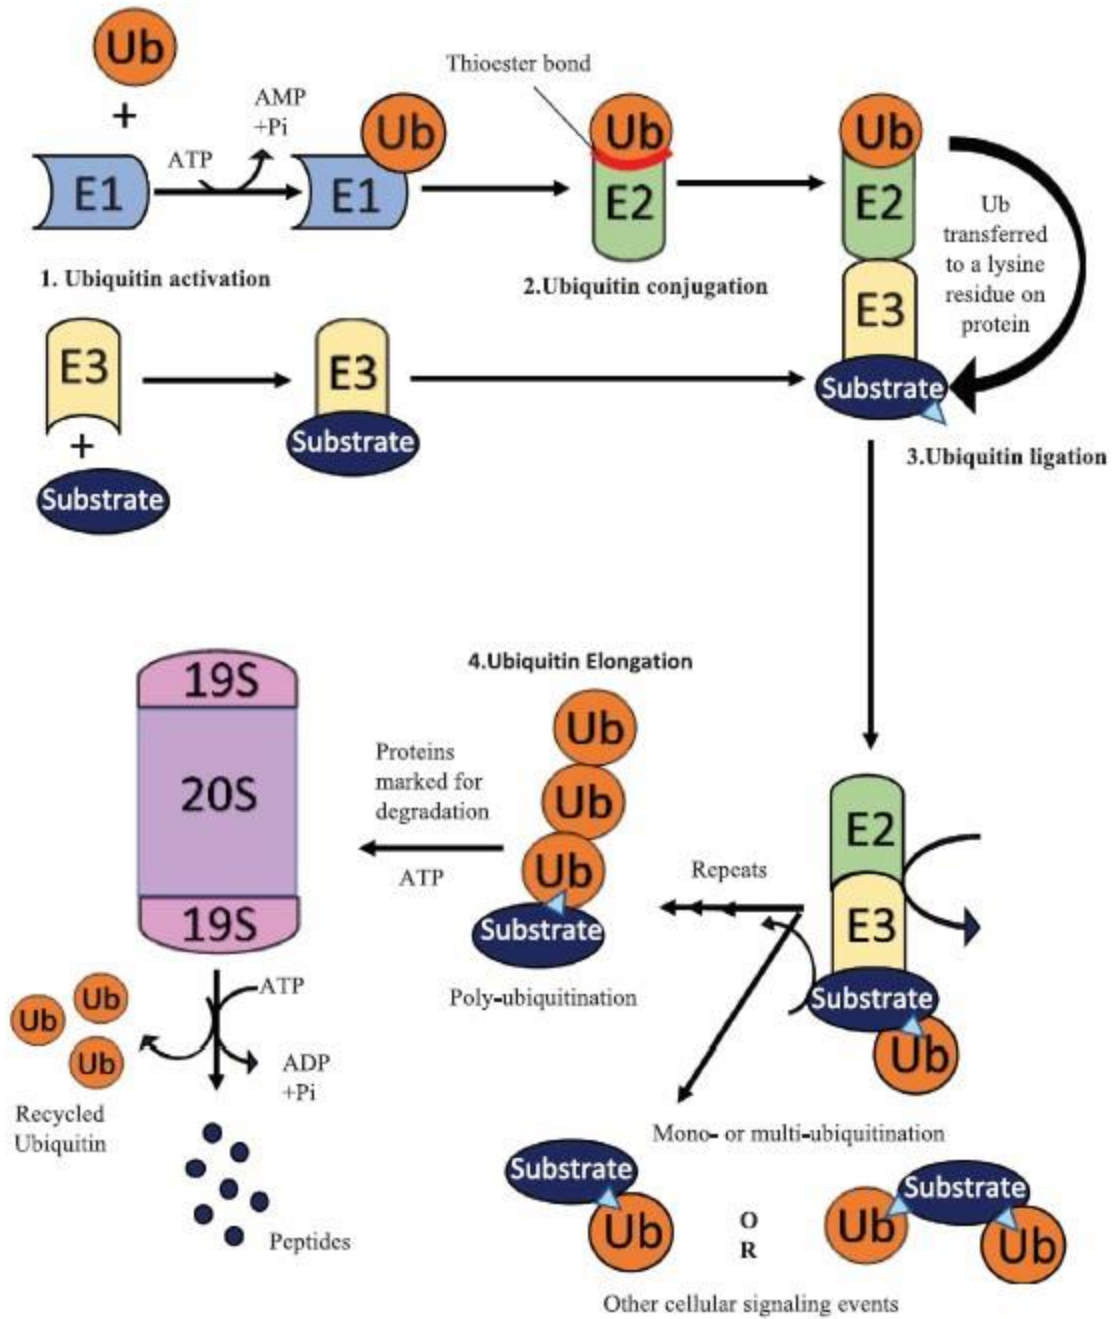 Ub
+
E1
ATP
AMP
+Pi
Ub
E1
1. Ubiquitin activation
Thioester bond
Ub
E2
2.Ubiquitin conjugation
Ub
E2
E3
Substrate
Ub
transferred
to a lysine
residue on
protein
3.Ubiquitin ligation
E3
+
Substrate
E3
Substrate
E2
E3
Substrate
Ub
Repeats
4.Ubiquitin Elongation
Ub
Ub
Ub
Substrate
Poly-ubiquitination
Proteins
marked for
degradation
ATP
19S
20S
19S
ATP
ADP
+Pi
Ub
Ub
Ub
Recycled
Ubiquitin
Peptides
Mono- or multi-ubiquitination
Substrate
Ub
O
R
Substrate
Ub
Ub
Other cellular signaling events